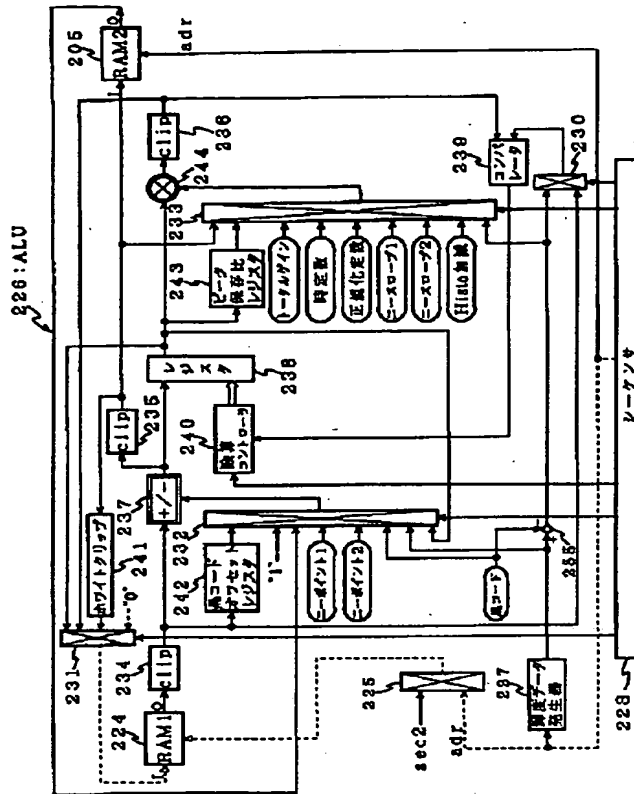 226:ALU
205
RAM2
I
O
adr
clip
236
244
239
コンパ
レータ
230
233
243
ピーク
保存比
レジスタ
トータルゲイン
時定数
正規化定数
ニースロープ1
ニースロープ2
Histo加減
レジスタ
238
clip
235
240
除算
コントローラ
+/-
237
232
ホワイトクリップ
241
"0"
242
黒コード
オフセット
レジスタ
"1"
ニーポイント1
ニーポイント2
黒コード
231
clip
234
RAM1
I
O
224
225
sec2
adr
237
輝度データ
発生器
+
-
シーケンサ
228